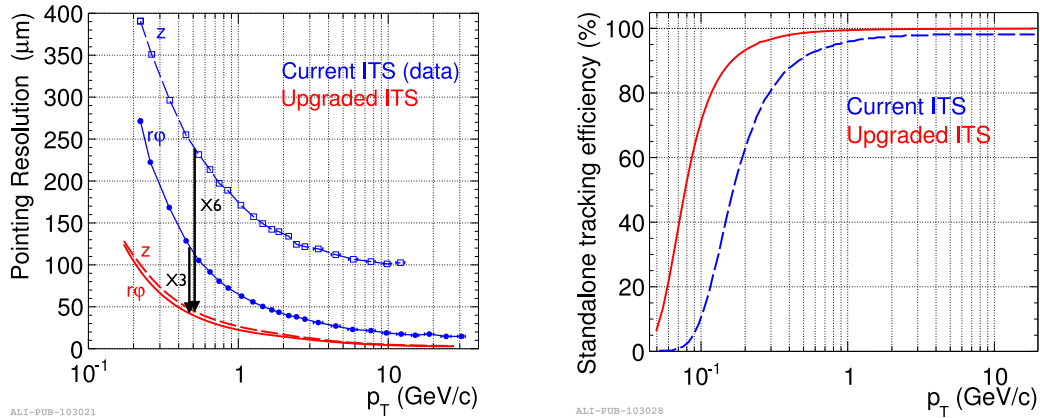 Pointing Resolution (μm)
400
350
300
250
200
150
100
50
0
z
Current ITS (data)
Upgraded ITS
rφ
X6
z
X3
rφ
10⁻¹
1
10
p_T (GeV/c)
ALI-PUB-103021
Standalone tracking efficiency (%)
100
80
60
40
20
0
Current ITS
Upgraded ITS
10⁻¹
1
10
p_T (GeV/c)
ALI-PUB-103028